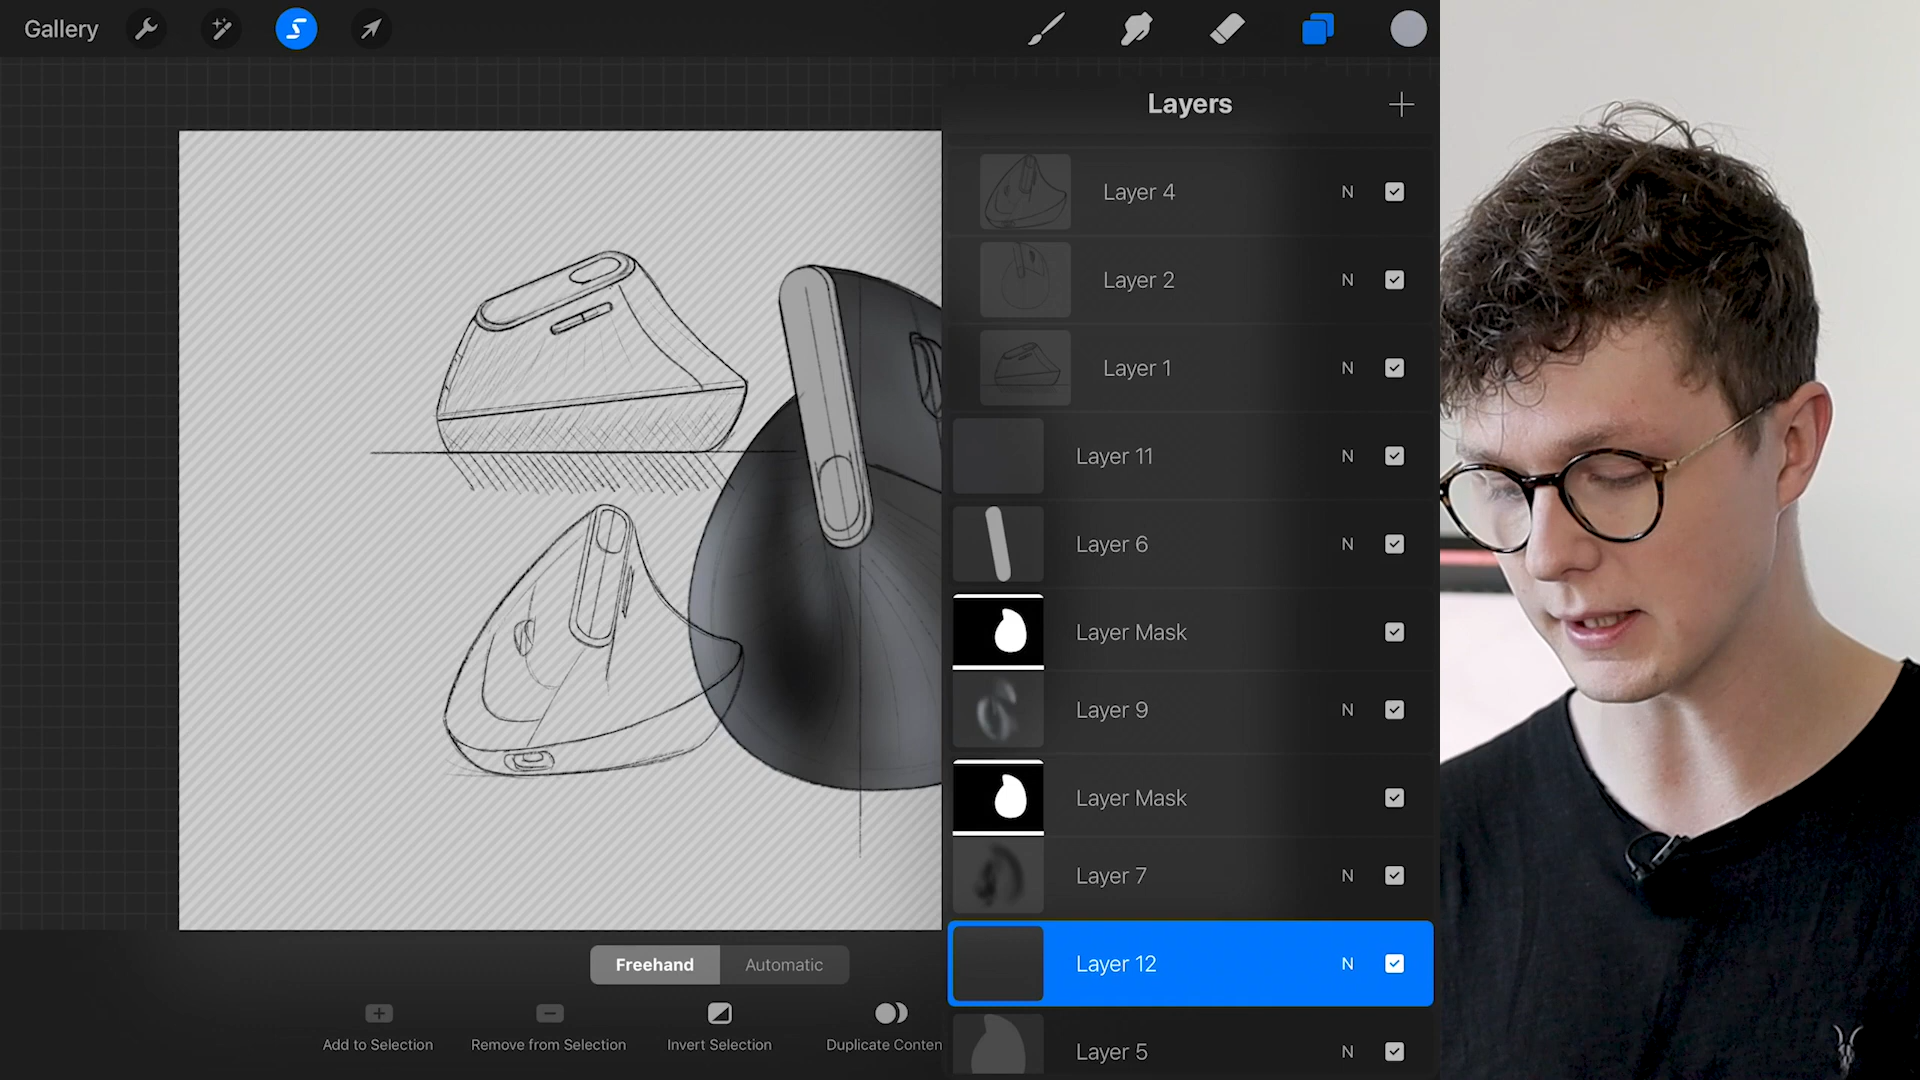 Gallery
Layers
Layer 4 N
Layer 2 N
Layer 1 N
Layer 11 N
Layer 6 N
Layer Mask
Layer 9 N
Layer Mask
Layer 7 N
Layer 12 N
Layer 5 N
Freehand Automatic
Add to Selection Remove from Selection Invert Selection Duplicate Conten